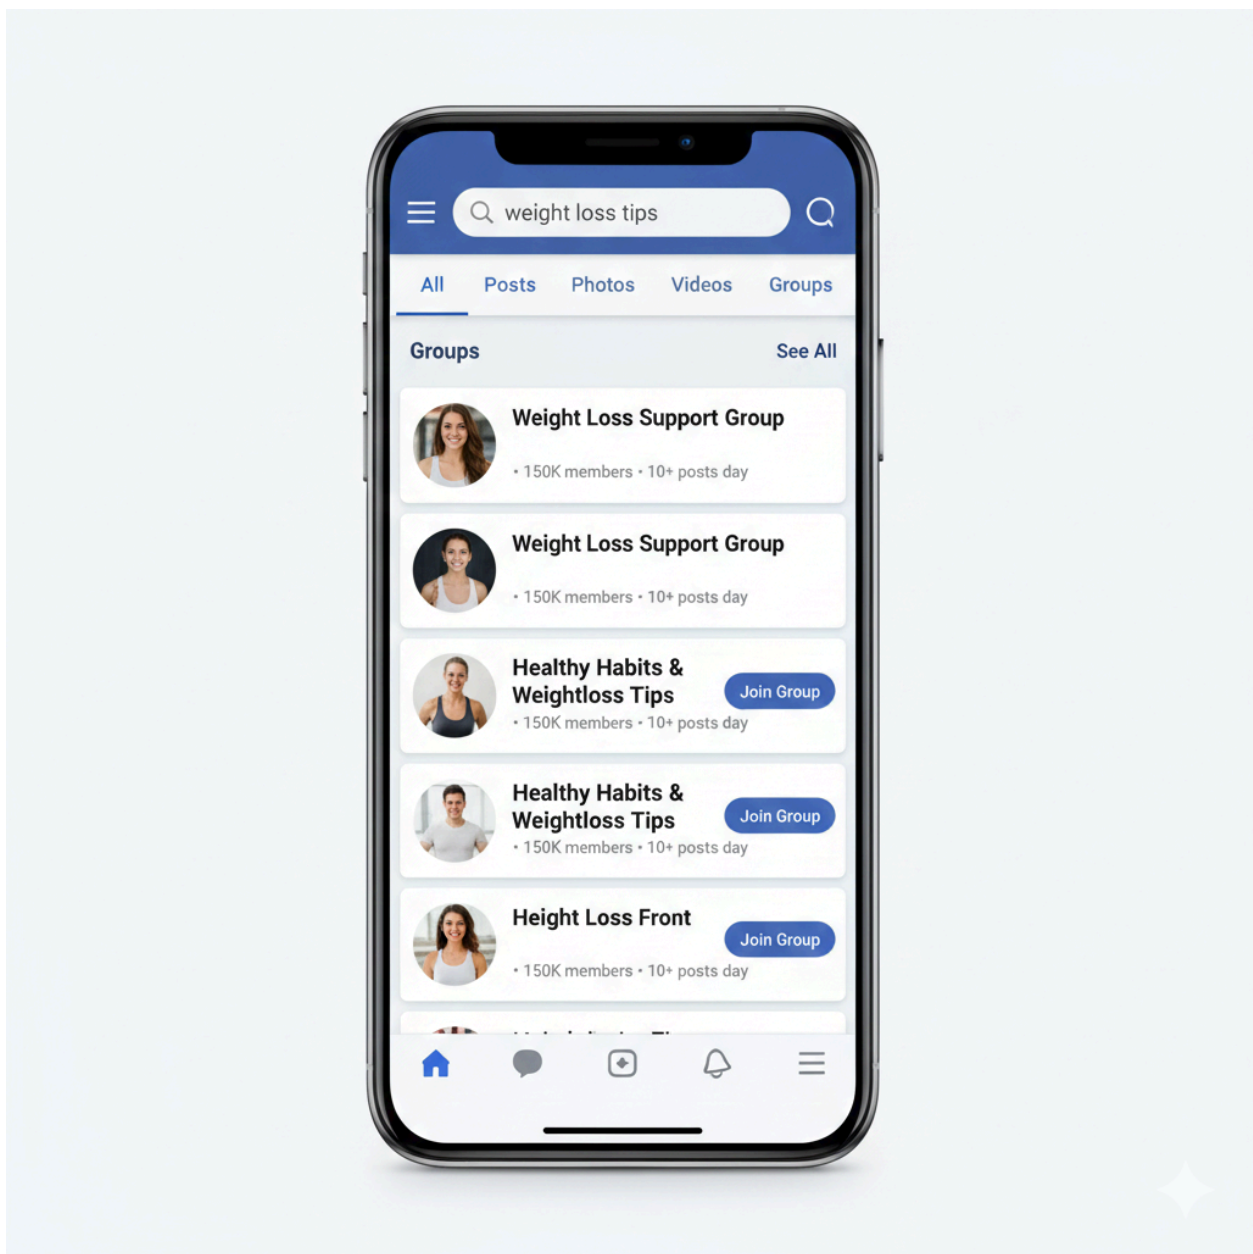 weight loss tips
All Posts Photos Videos Groups
Groups See All
Weight Loss Support Group
• 150K members • 10+ posts day
Weight Loss Support Group
• 150K members • 10+ posts day
Healthy Habits &
Weightloss Tips
Join Group
• 150K members • 10+ posts day
Healthy Habits &
Weightloss Tips
Join Group
• 150K members • 10+ posts day
Height Loss Front
Join Group
• 150K members • 10+ posts day